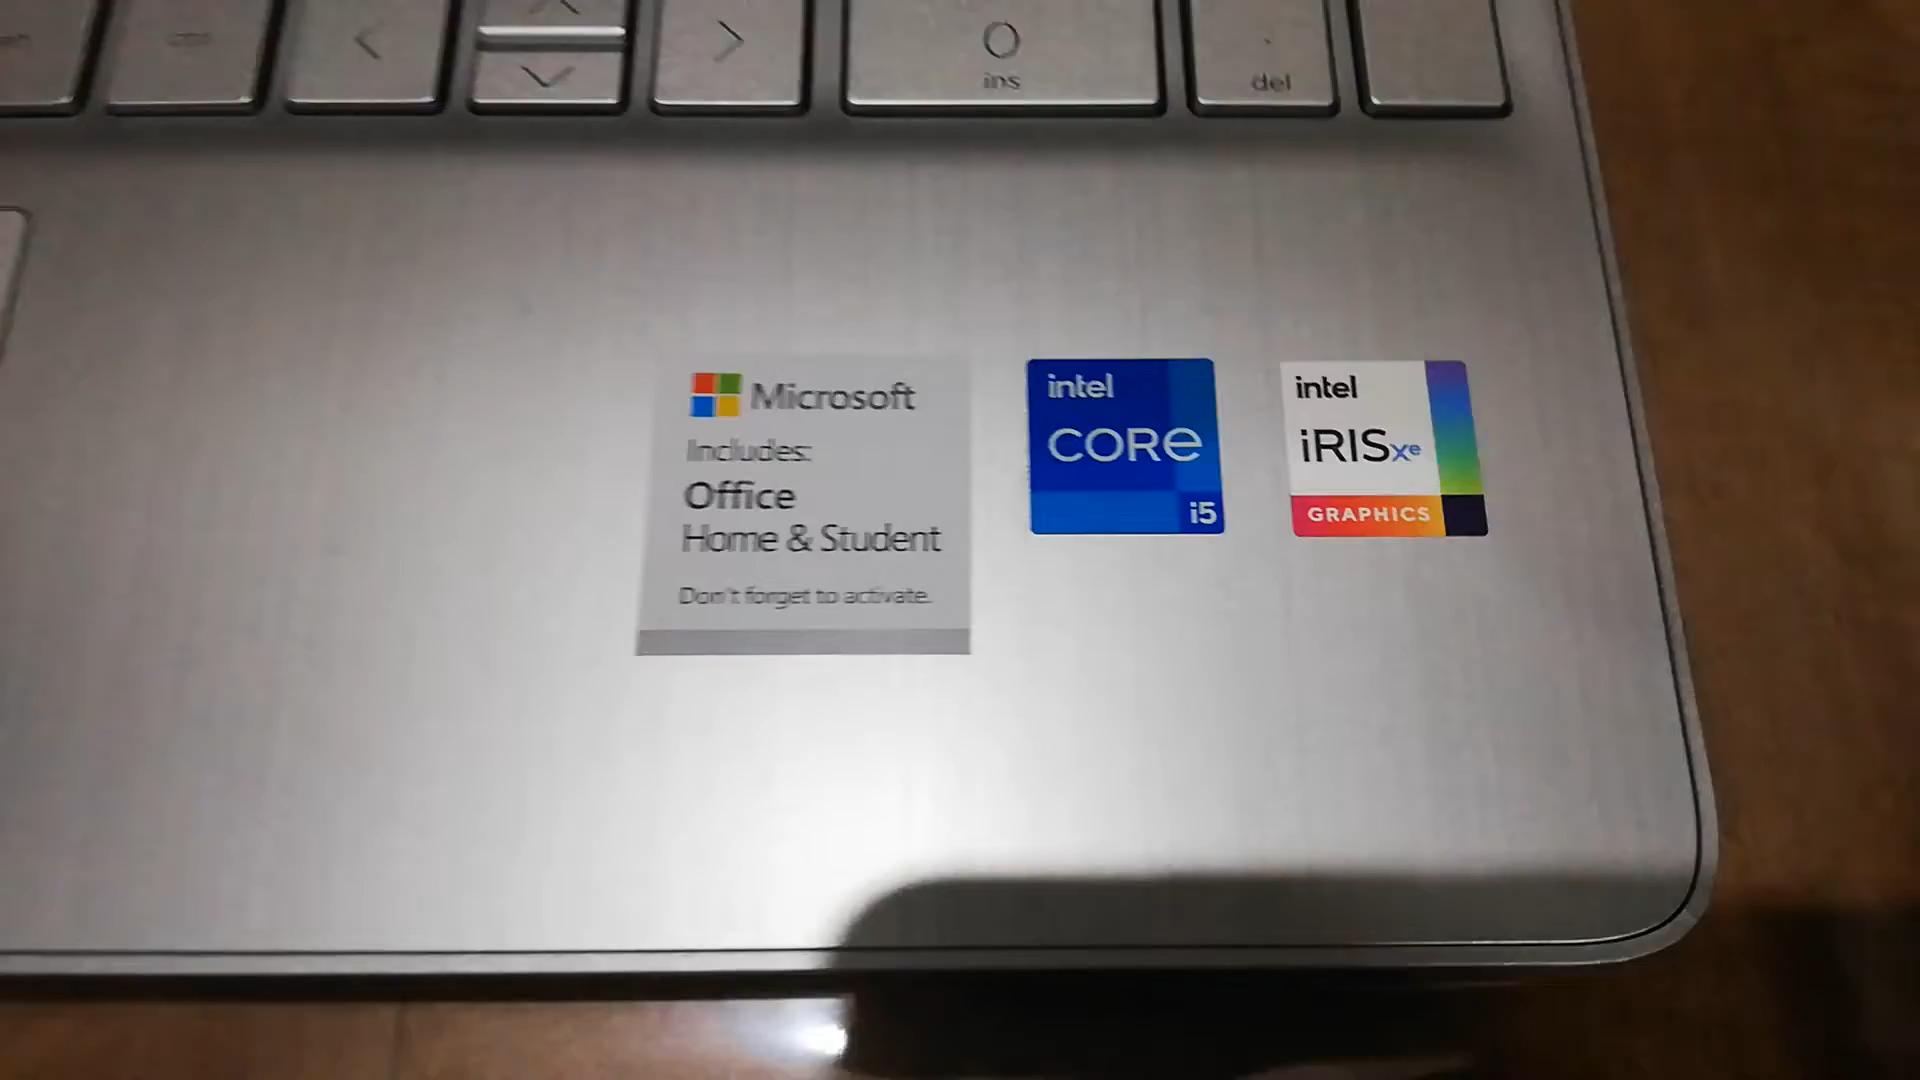 ins
del
Microsoft
Includes:
Office
Home & Student
Don't forget to activate.
intel
CORE
i5
intel
iRISxe
GRAPHICS